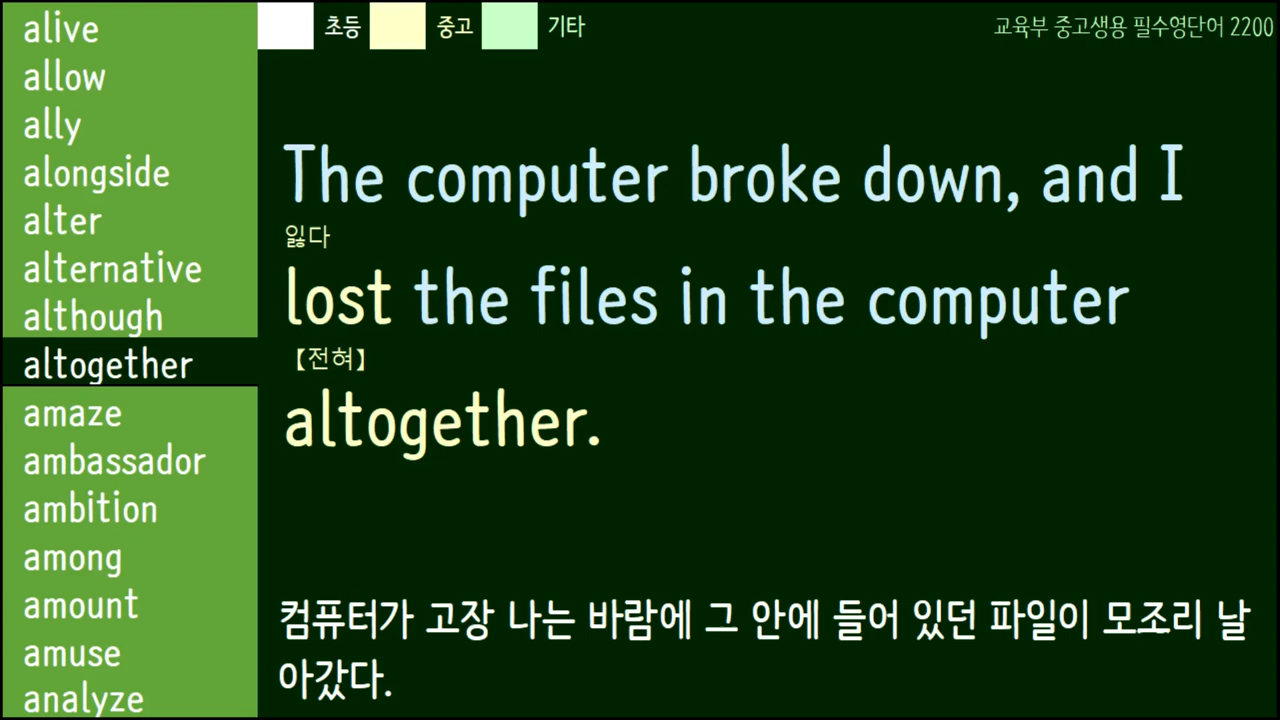 alive
allow
ally
alongside
alter
alternative
although
altogether
amaze
ambassador
ambition
among
amount
amuse
analyze
초등 중고 기타
교육부 중고생용 필수영단어 2200
The computer broke down, and I
잃다
lost the files in the computer
【전혀】
altogether.
컴퓨터가 고장 나는 바람에 그 안에 들어 있던 파일이 모조리 날
아갔다.